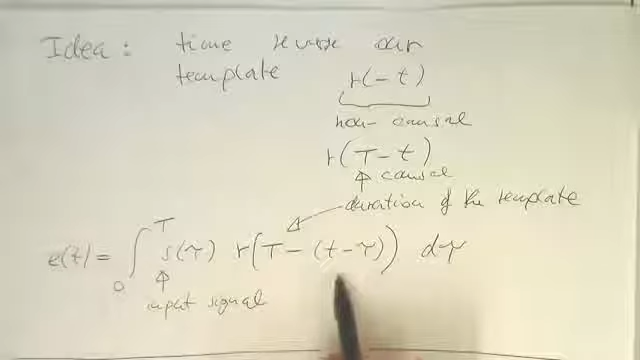 Idea : time reverse our
template
r(-t)
non-causal
r(T-t)
causal
duration of the template
e(t) = ∫₀ᵀ s(τ) r(T-(t-τ)) dτ
input signal